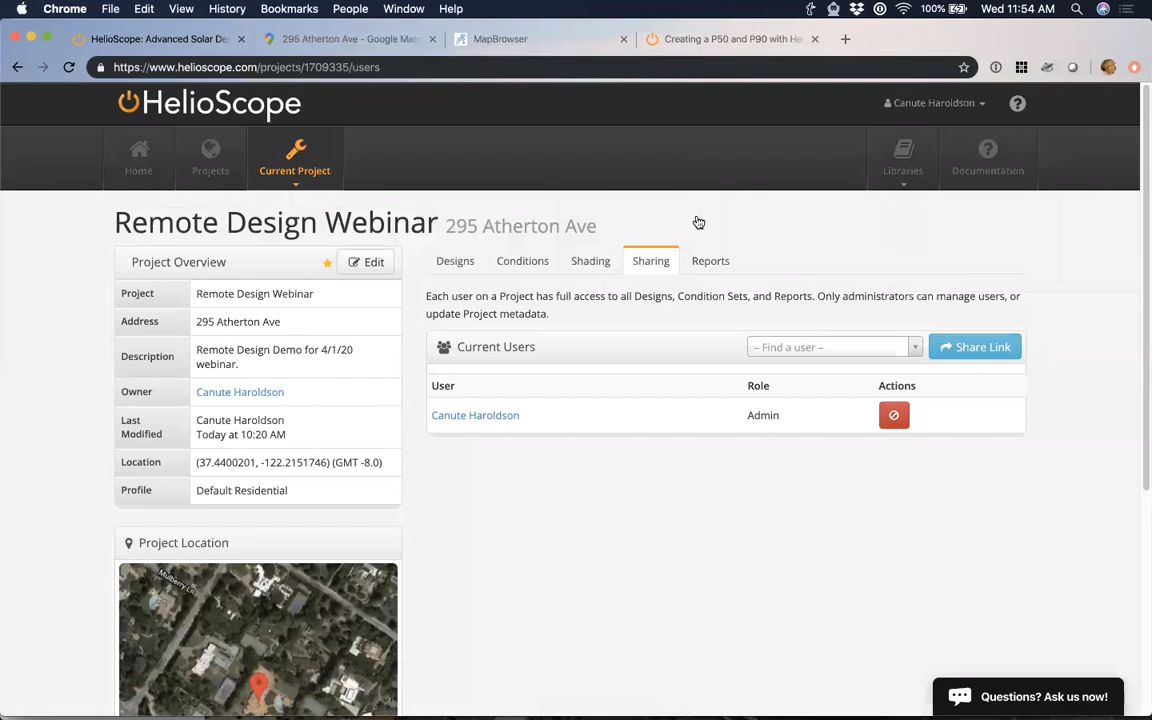 Chrome File Edit View History Bookmarks People Window Help 100% Wed 11:54 AM
HelioScope: Advanced Solar De
295 Atherton Ave - Google Map
MapBrowser
Creating a P50 and P90 with He
https://www.helioscope.com/projects/1709335/users
HelioScope
Canute Haroldson
Home
Projects
Current Project
Libraries
Documentation
Remote Design Webinar 295 Atherton Ave
Project Overview
Edit
Project Remote Design Webinar
Address 295 Atherton Ave
Description Remote Design Demo for 4/1/20
webinar.
Owner Canute Haroldson
Last
Modified
Canute Haroldson
Today at 10:20 AM
Location (37.4400201, -122.2151746) (GMT -8.0)
Profile Default Residential
Project Location
Mulberry Ln
Designs Conditions Shading Sharing Reports
Each user on a Project has full access to all Designs, Condition Sets, and Reports. Only administrators can manage users, or
update Project metadata.
Current Users
– Find a user –
Share Link
User Role Actions
Canute Haroldson Admin
Questions? Ask us now!